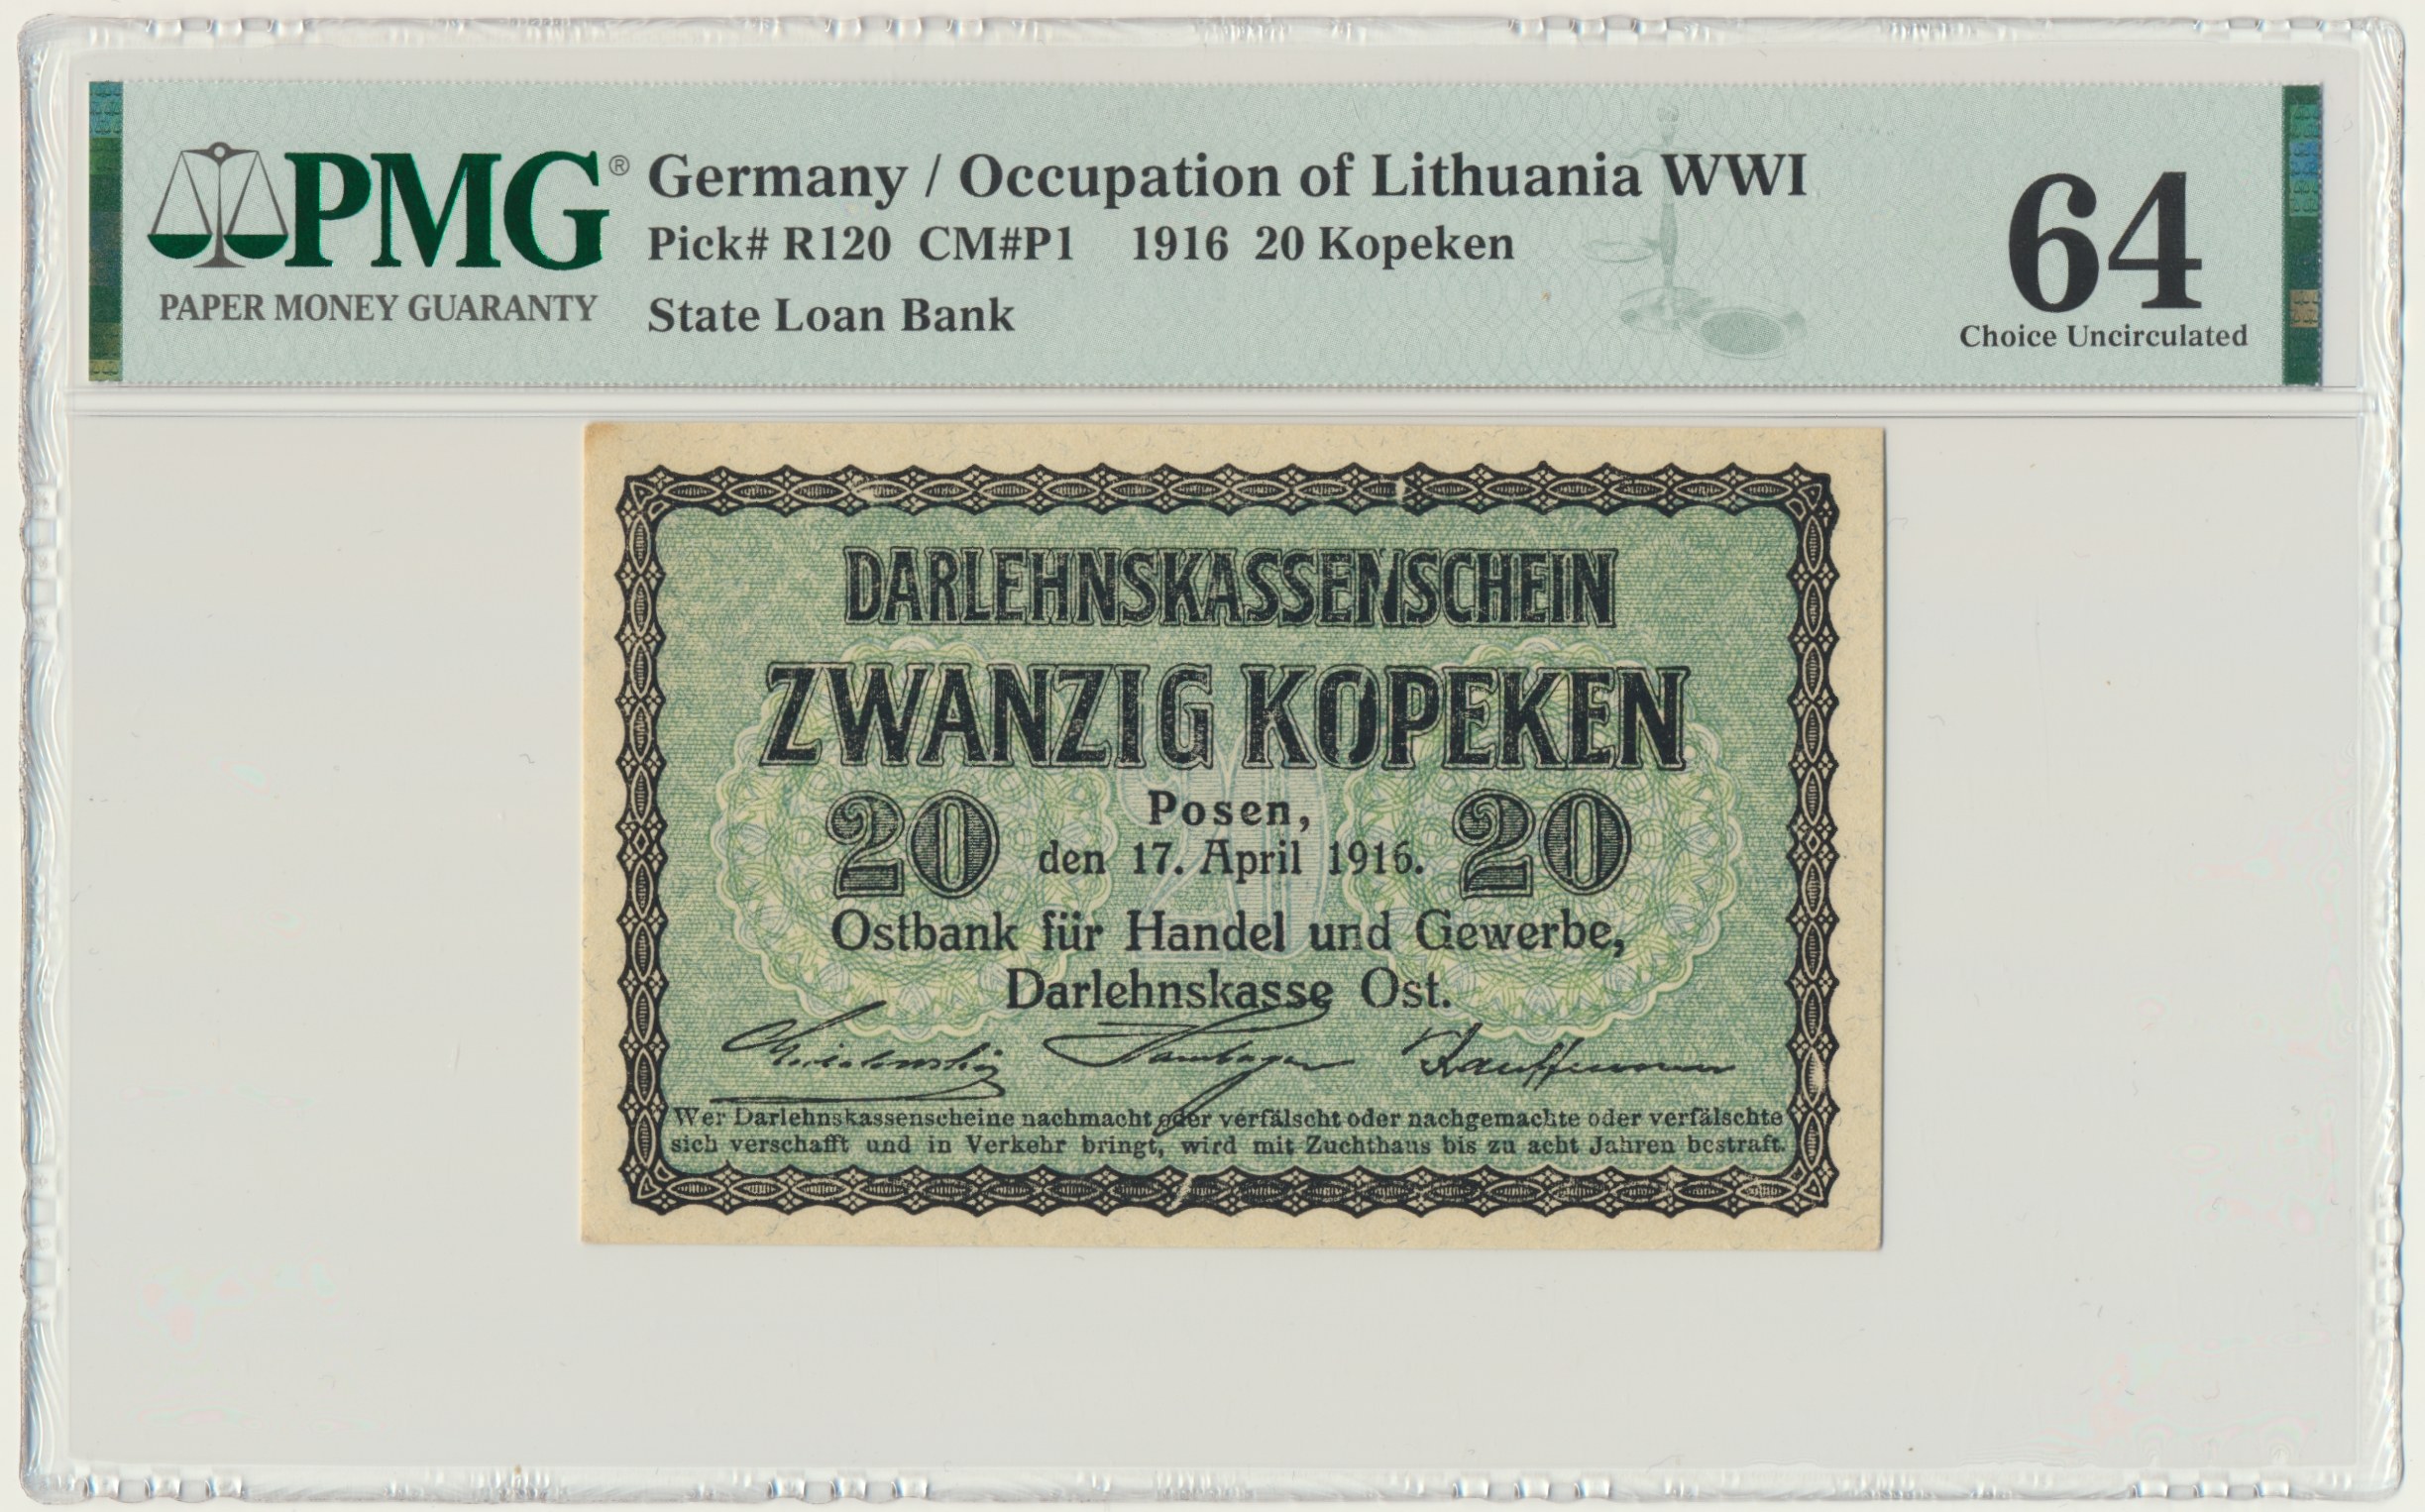 PMG®
PAPER MONEY GUARANTY
Germany / Occupation of Lithuania WWI
Pick# R120 CM#P1 1916 20 Kopeken
State Loan Bank
64
Choice Uncirculated
DARLEHNSKASSENSCHEIN
ZWANZIG KOPEKEN
20
Posen,
20
den 17. April 1916.
20
Ostbank für Handel und Gewerbe,
Darlehnskasse Ost.
Kauffmann
Wer Darlehnskassenscheine nachmacht oder verfälscht oder nachgemachte oder verfälschte
sich verschafft und in Verkehr bringt, wird mit Zuchthaus bis zu acht Jahren bestraft.